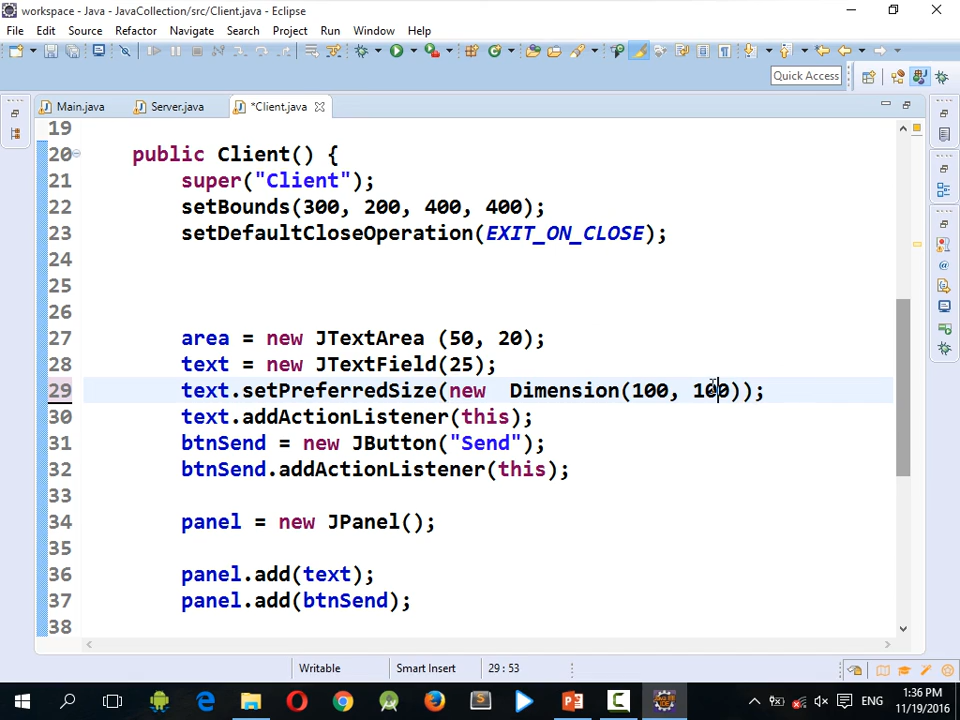 workspace - Java - JavaCollection/src/Client.java - Eclipse
File Edit Source Refactor Navigate Search Project Run Window Help
Quick Access
Main.java Server.java *Client.java
19
20 public Client() {
21 super("Client");
22 setBounds(300, 200, 400, 400);
23 setDefaultCloseOperation(EXIT_ON_CLOSE);
24
25
26
27 area = new JTextArea (50, 20);
28 text = new JTextField(25);
29 text.setPreferredSize(new  Dimension(100, 100));
30 text.addActionListener(this);
31 btnSend = new JButton("Send");
32 btnSend.addActionListener(this);
33
34 panel = new JPanel();
35
36 panel.add(text);
37 panel.add(btnSend);
38
Writable Smart Insert 29 : 53
ENG 1:36 PM
11/19/2016